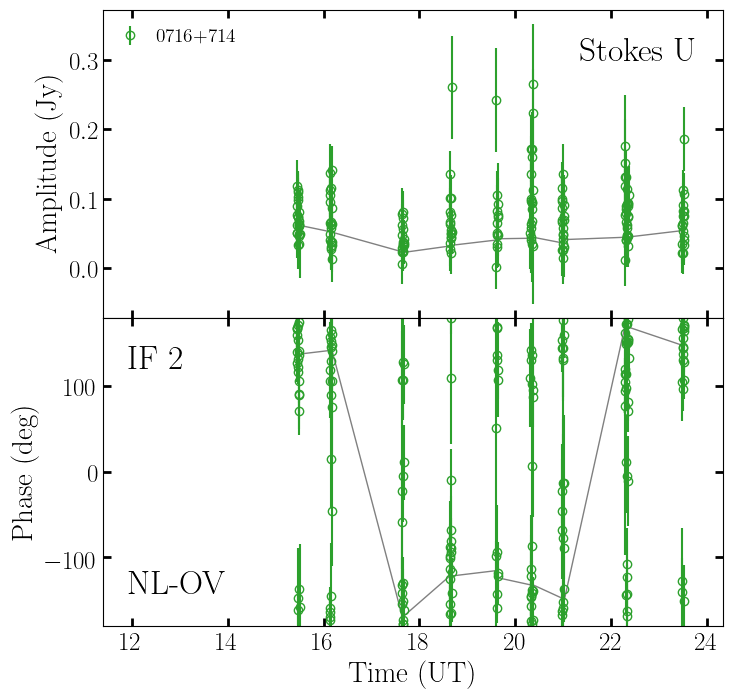 0716+714
Stokes U
0.3
0.2
0.1
0.0
Amplitude (Jy)
IF 2
100
0
−100
Phase (deg)
NL-OV
12 14 16 18 20 22 24
Time (UT)